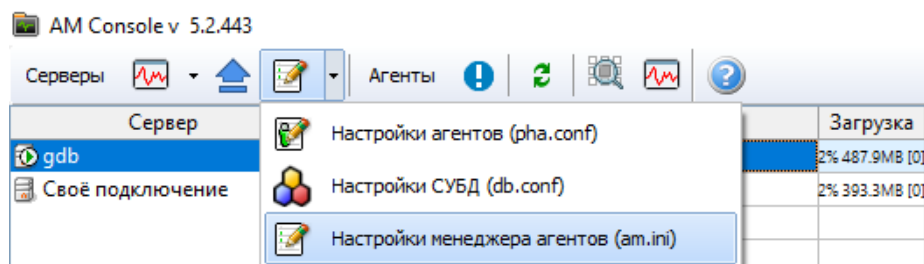 AM Console v 5.2.443
Серверы Агенты
Сервер Загрузка
Настройки агентов (pha.conf)
gdb 2% 487.9MB [0]
Настройки СУБД (db.conf)
Своё подключение 2% 393.3MB [0]
Настройки менеджера агентов (am.ini)